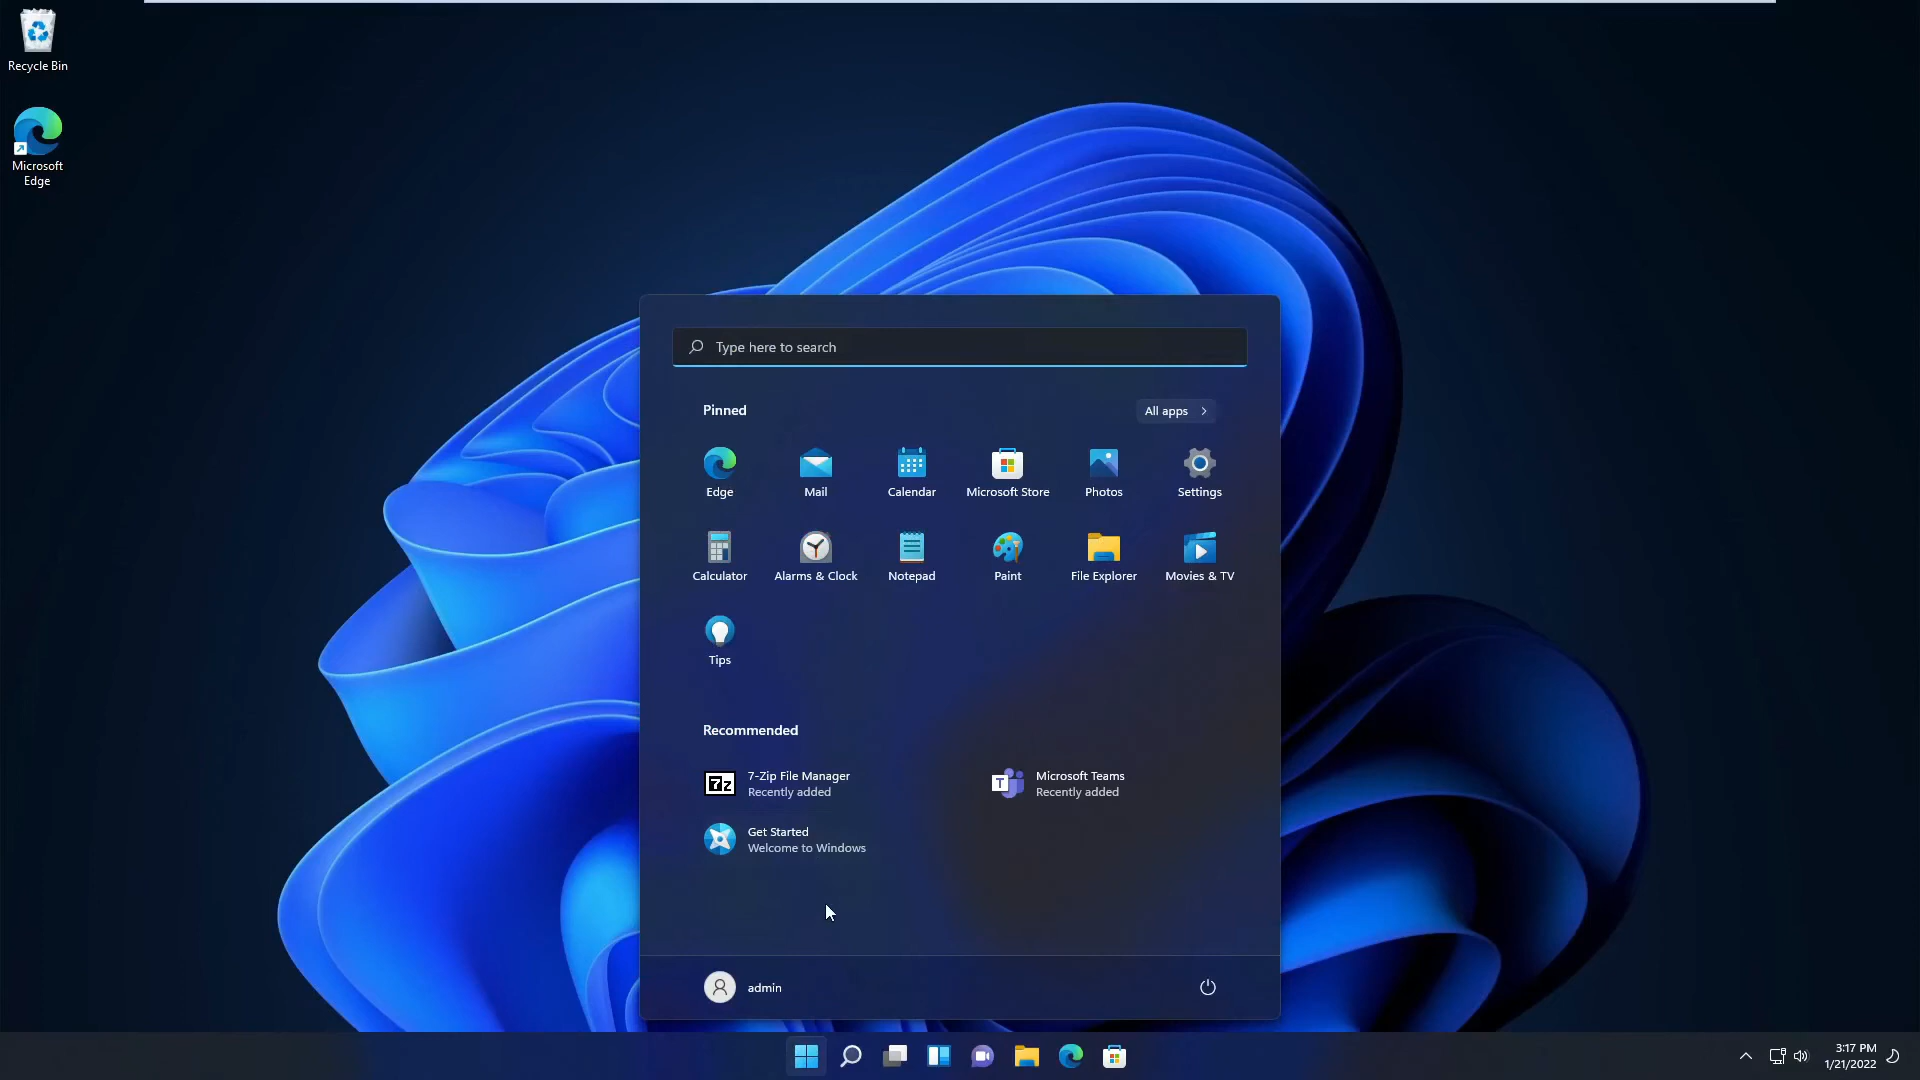 Recycle Bin
Microsoft
Edge
Type here to search
Pinned
All apps
Edge
Mail
Calendar
Microsoft Store
Photos
Settings
Calculator
Alarms & Clock
Notepad
Paint
File Explorer
Movies & TV
Tips
Recommended
7z
7-Zip File Manager
Recently added
T
Microsoft Teams
Recently added
Get Started
Welcome to Windows
admin
3:17 PM
1/21/2022